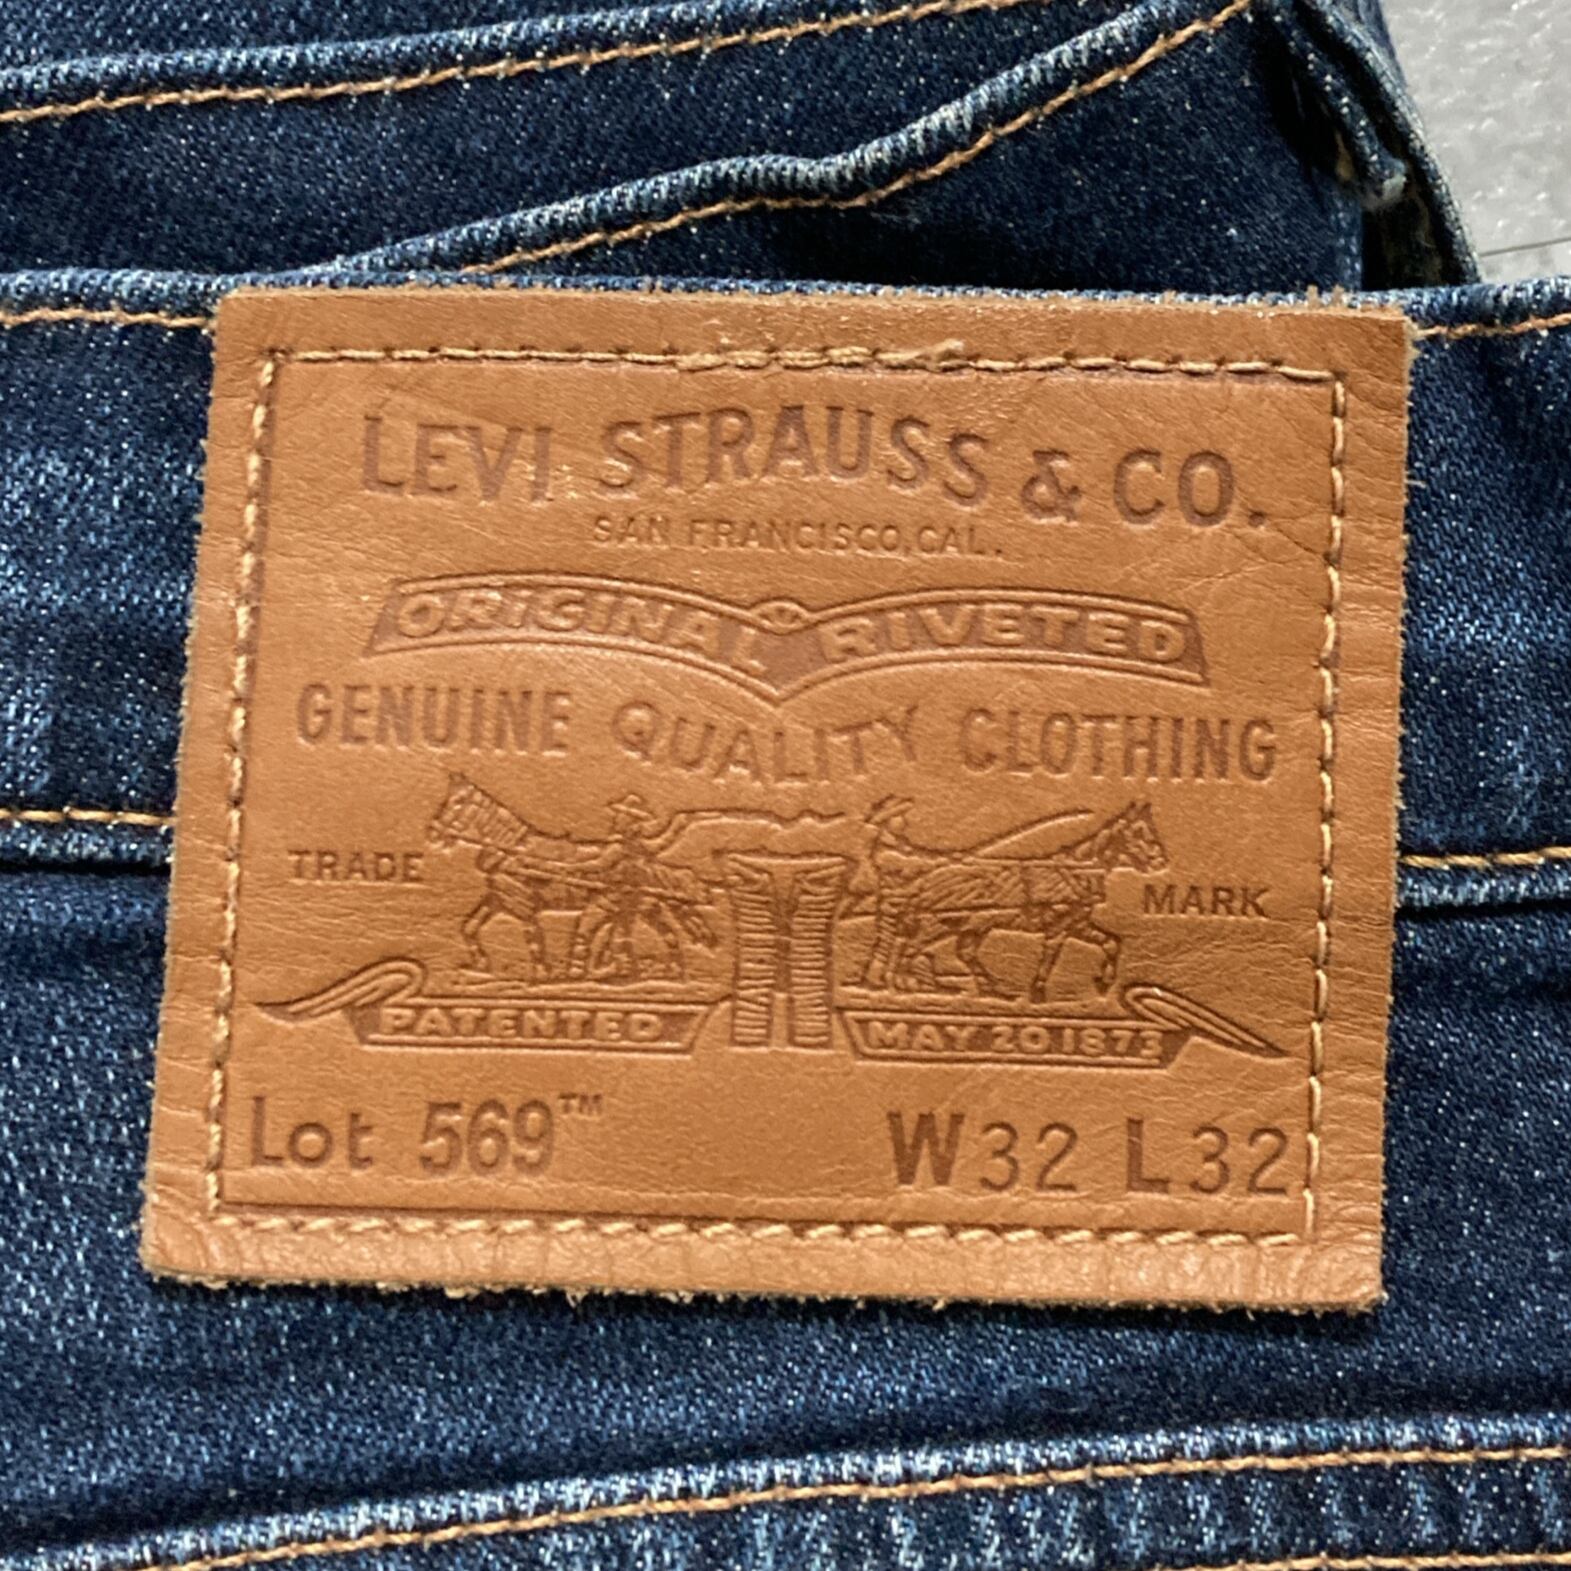 LEVI STRAUSS & CO.
SAN FRANCISCO, CAL.
ORIGINAL RIVETED
GENUINE QUALITY CLOTHING
TRADE MARK
PATENTED MAY 20 1873
Lot 569™ W32 L32